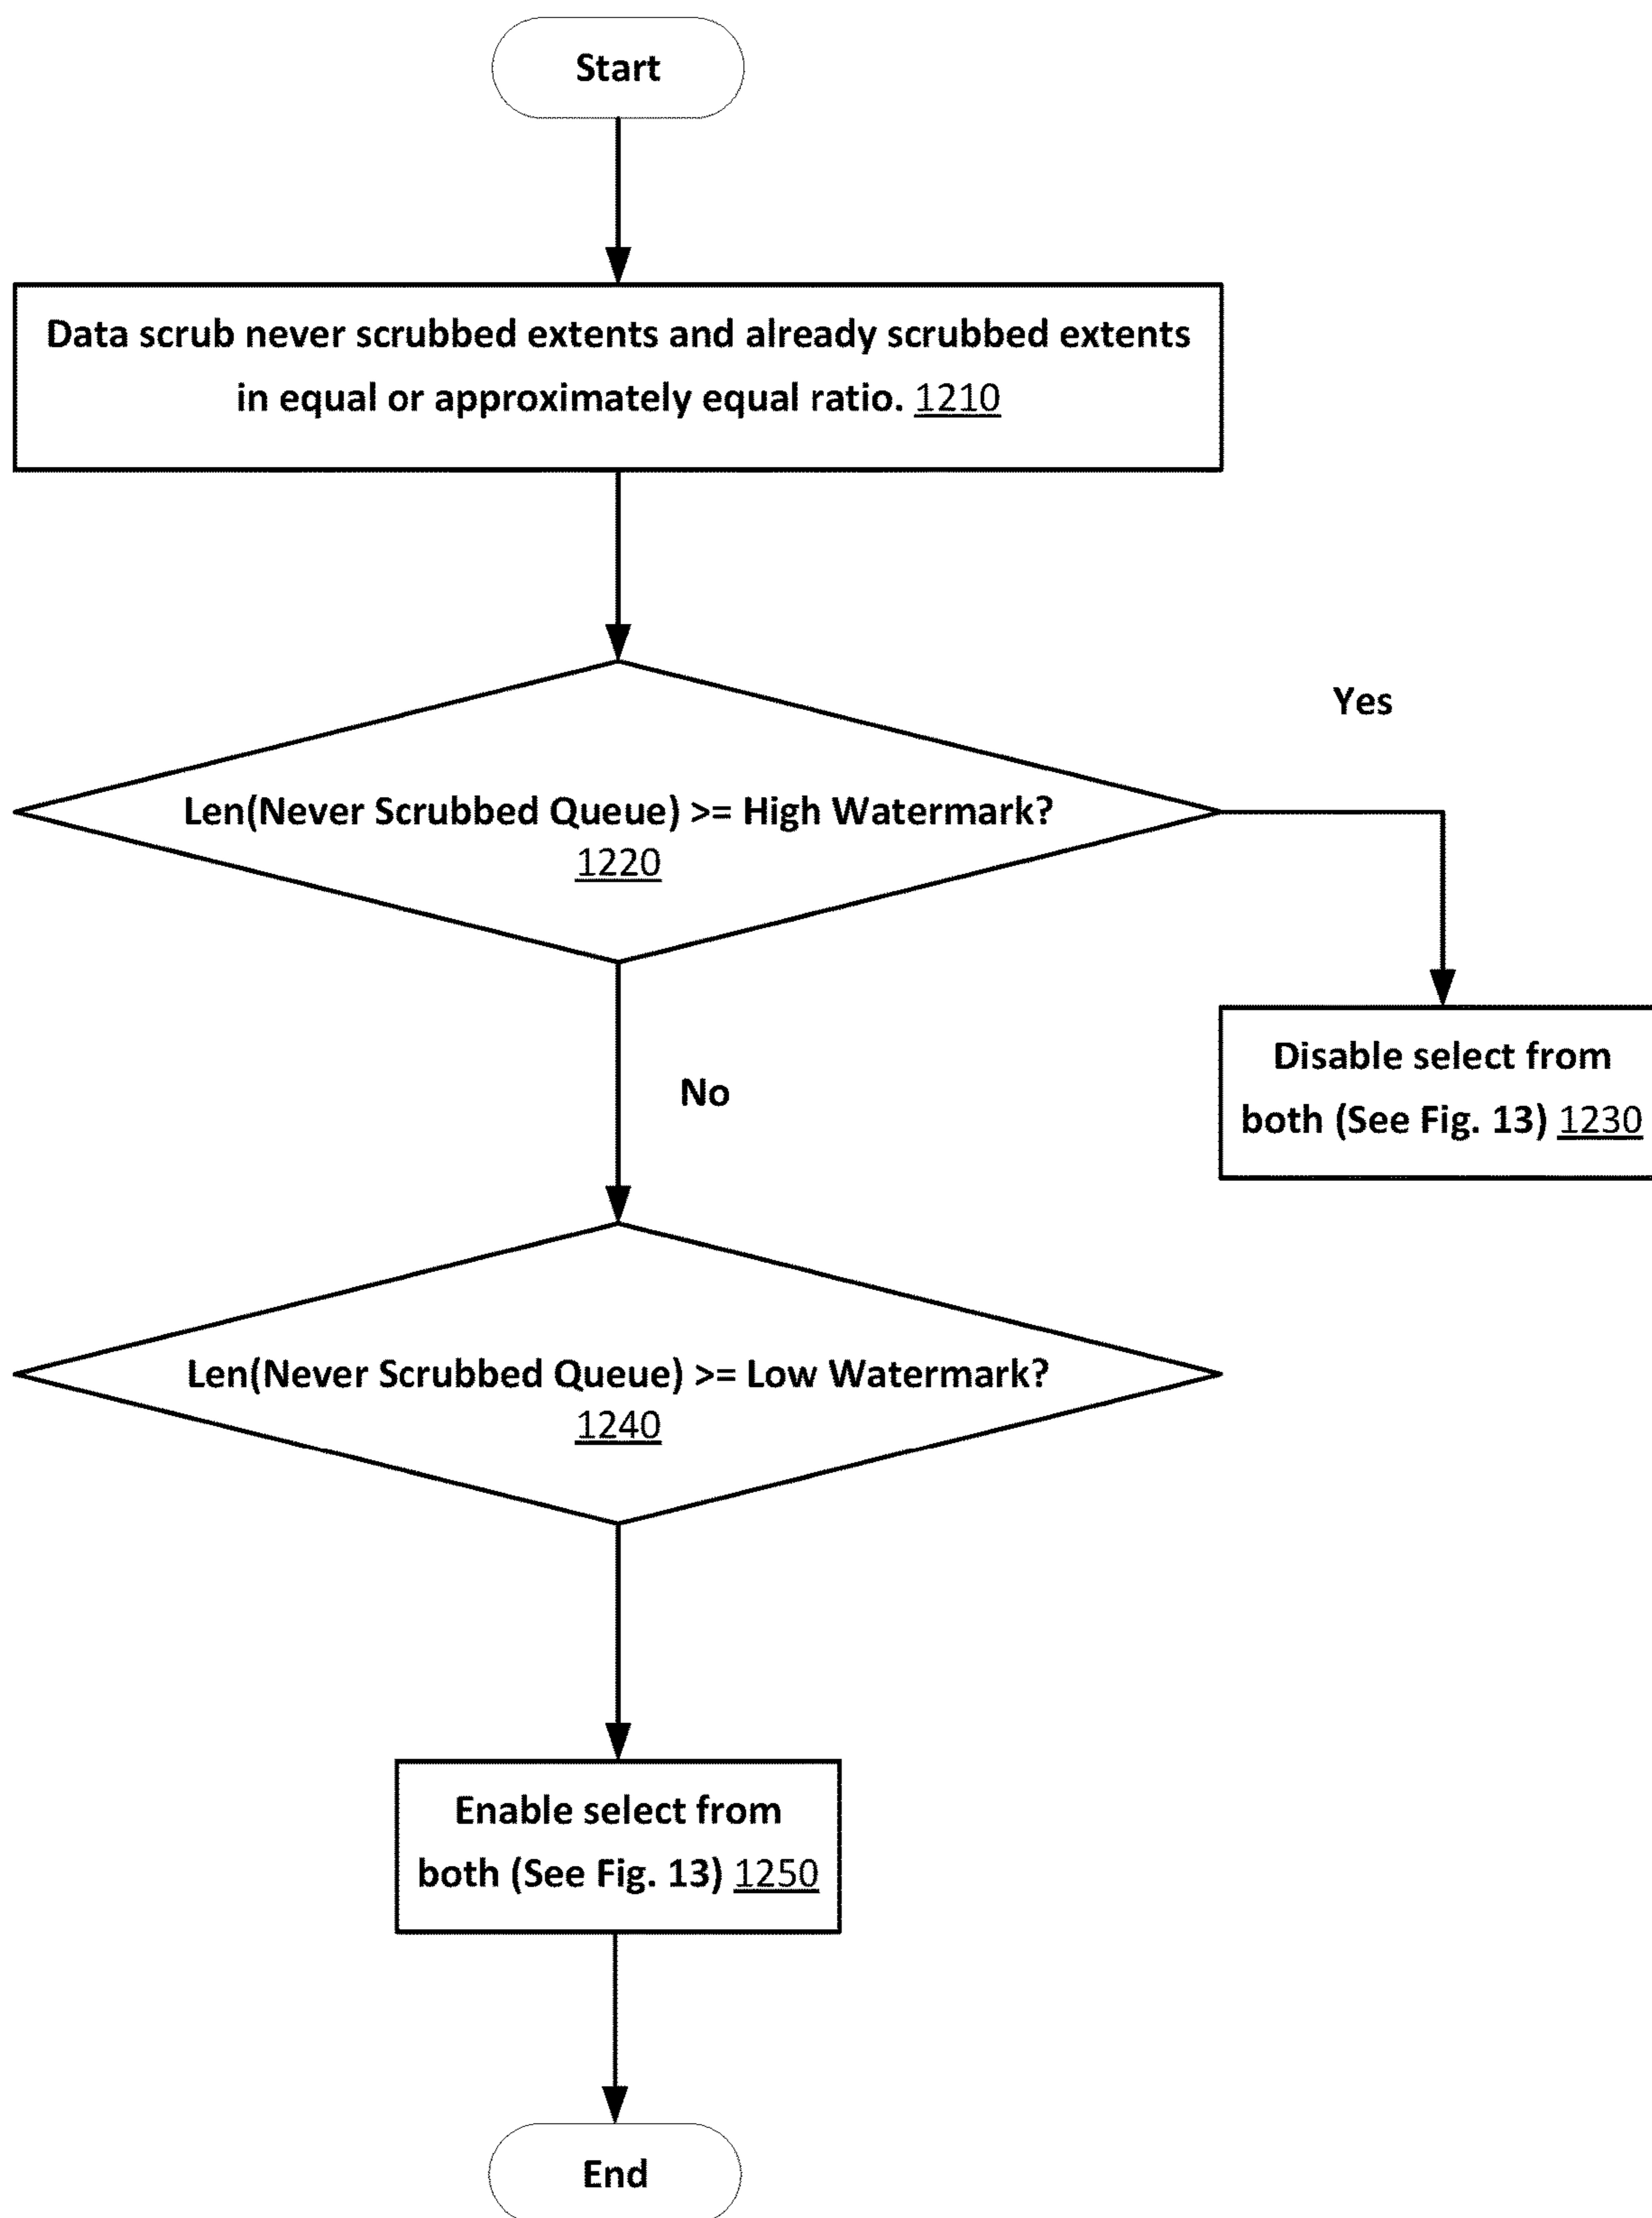 Start
Data scrub never scrubbed extents and already scrubbed extents
in equal or approximately equal ratio. 1210
Yes
Len(Never Scrubbed Queue) >= High Watermark?
1220
Disable select from
both (See Fig. 13) 1230
No
Len(Never Scrubbed Queue) >= Low Watermark?
1240
Enable select from
both (See Fig. 13) 1250
End